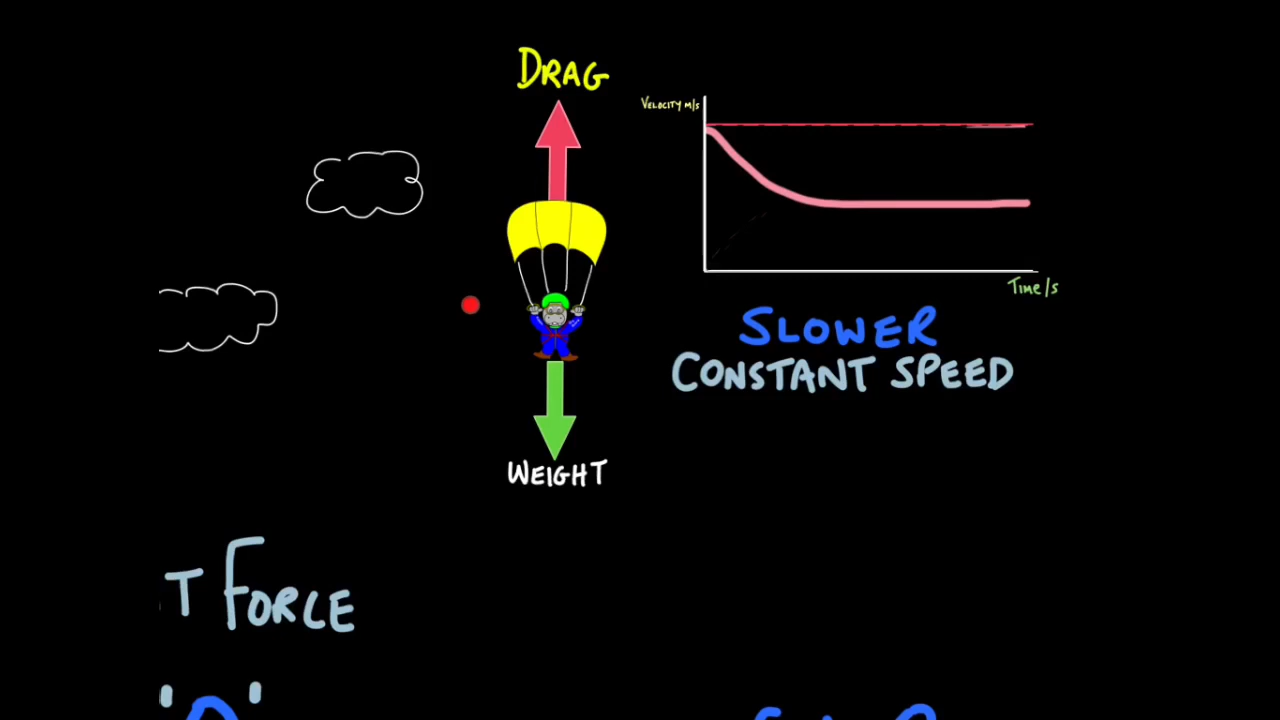 DRAG
VELOCITY M/S
Time/s
SLOWER
CONSTANT SPEED
WEIGHT
T FORCE